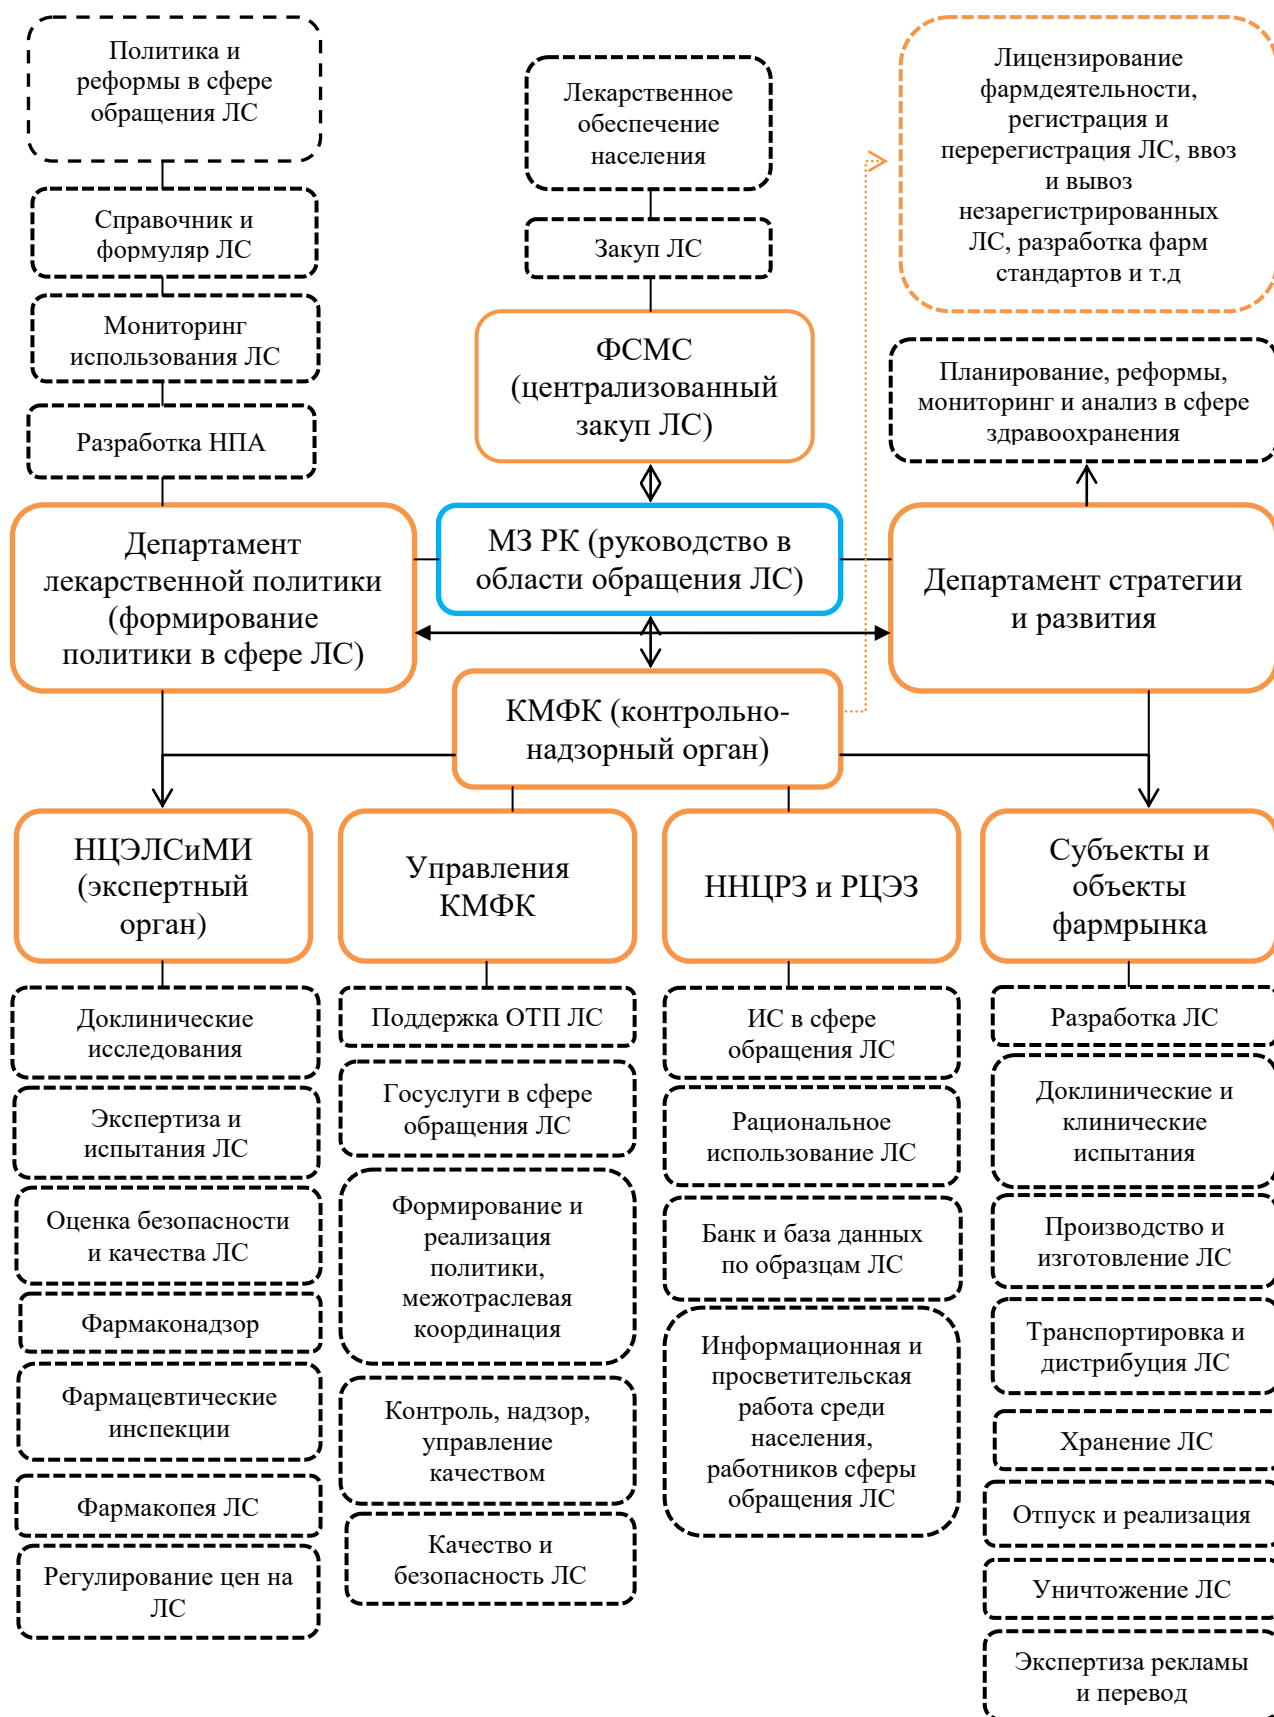 Политика и
реформы в сфере
обращения ЛС
Лекарственное
обеспечение
населения
Лицензирование
фармдеятельности,
регистрация и
перерегистрация ЛС, ввоз
и вывоз
незарегистрированных
ЛС, разработка фарм
стандартов и т.д
Справочник и
формуляр ЛС
Закуп ЛС
Мониторинг
использования ЛС
ФСМС
(централизованный
закуп ЛС)
Планирование, реформы,
мониторинг и анализ в сфере
здравоохранения
Разработка НПА
Департамент
лекарственной политики
(формирование
политики в сфере ЛС)
МЗ РК (руководство в
области обращения ЛС)
Департамент стратегии
и развития
КМФК (контрольно-
надзорный орган)
НЦЭЛСиМИ
(экспертный
орган)
Управления
КМФК
ННЦРЗ и РЦЭЗ
Субъекты и
объекты
фармрынка
Доклинические
исследования
Экспертиза и
испытания ЛС
Оценка безопасности
и качества ЛС
Фармаконадзор
Фармацевтические
инспекции
Фармакопея ЛС
Регулирование цен на
ЛС
Поддержка ОТП ЛС
Госуслуги в сфере
обращения ЛС
Формирование и
реализация
политики,
межотраслевая
координация
Контроль, надзор,
управление
качеством
Качество и
безопасность ЛС
ИС в сфере
обращения ЛС
Рациональное
использование ЛС
Банк и база данных
по образцам ЛС
Информационная и
просветительская
работа среди
населения,
работников сферы
обращения ЛС
Разработка ЛС
Доклинические и
клинические
испытания
Производство и
изготовление ЛС
Транспортировка и
дистрибуция ЛС
Хранение ЛС
Отпуск и реализация
Уничтожение ЛС
Экспертиза рекламы
и перевод